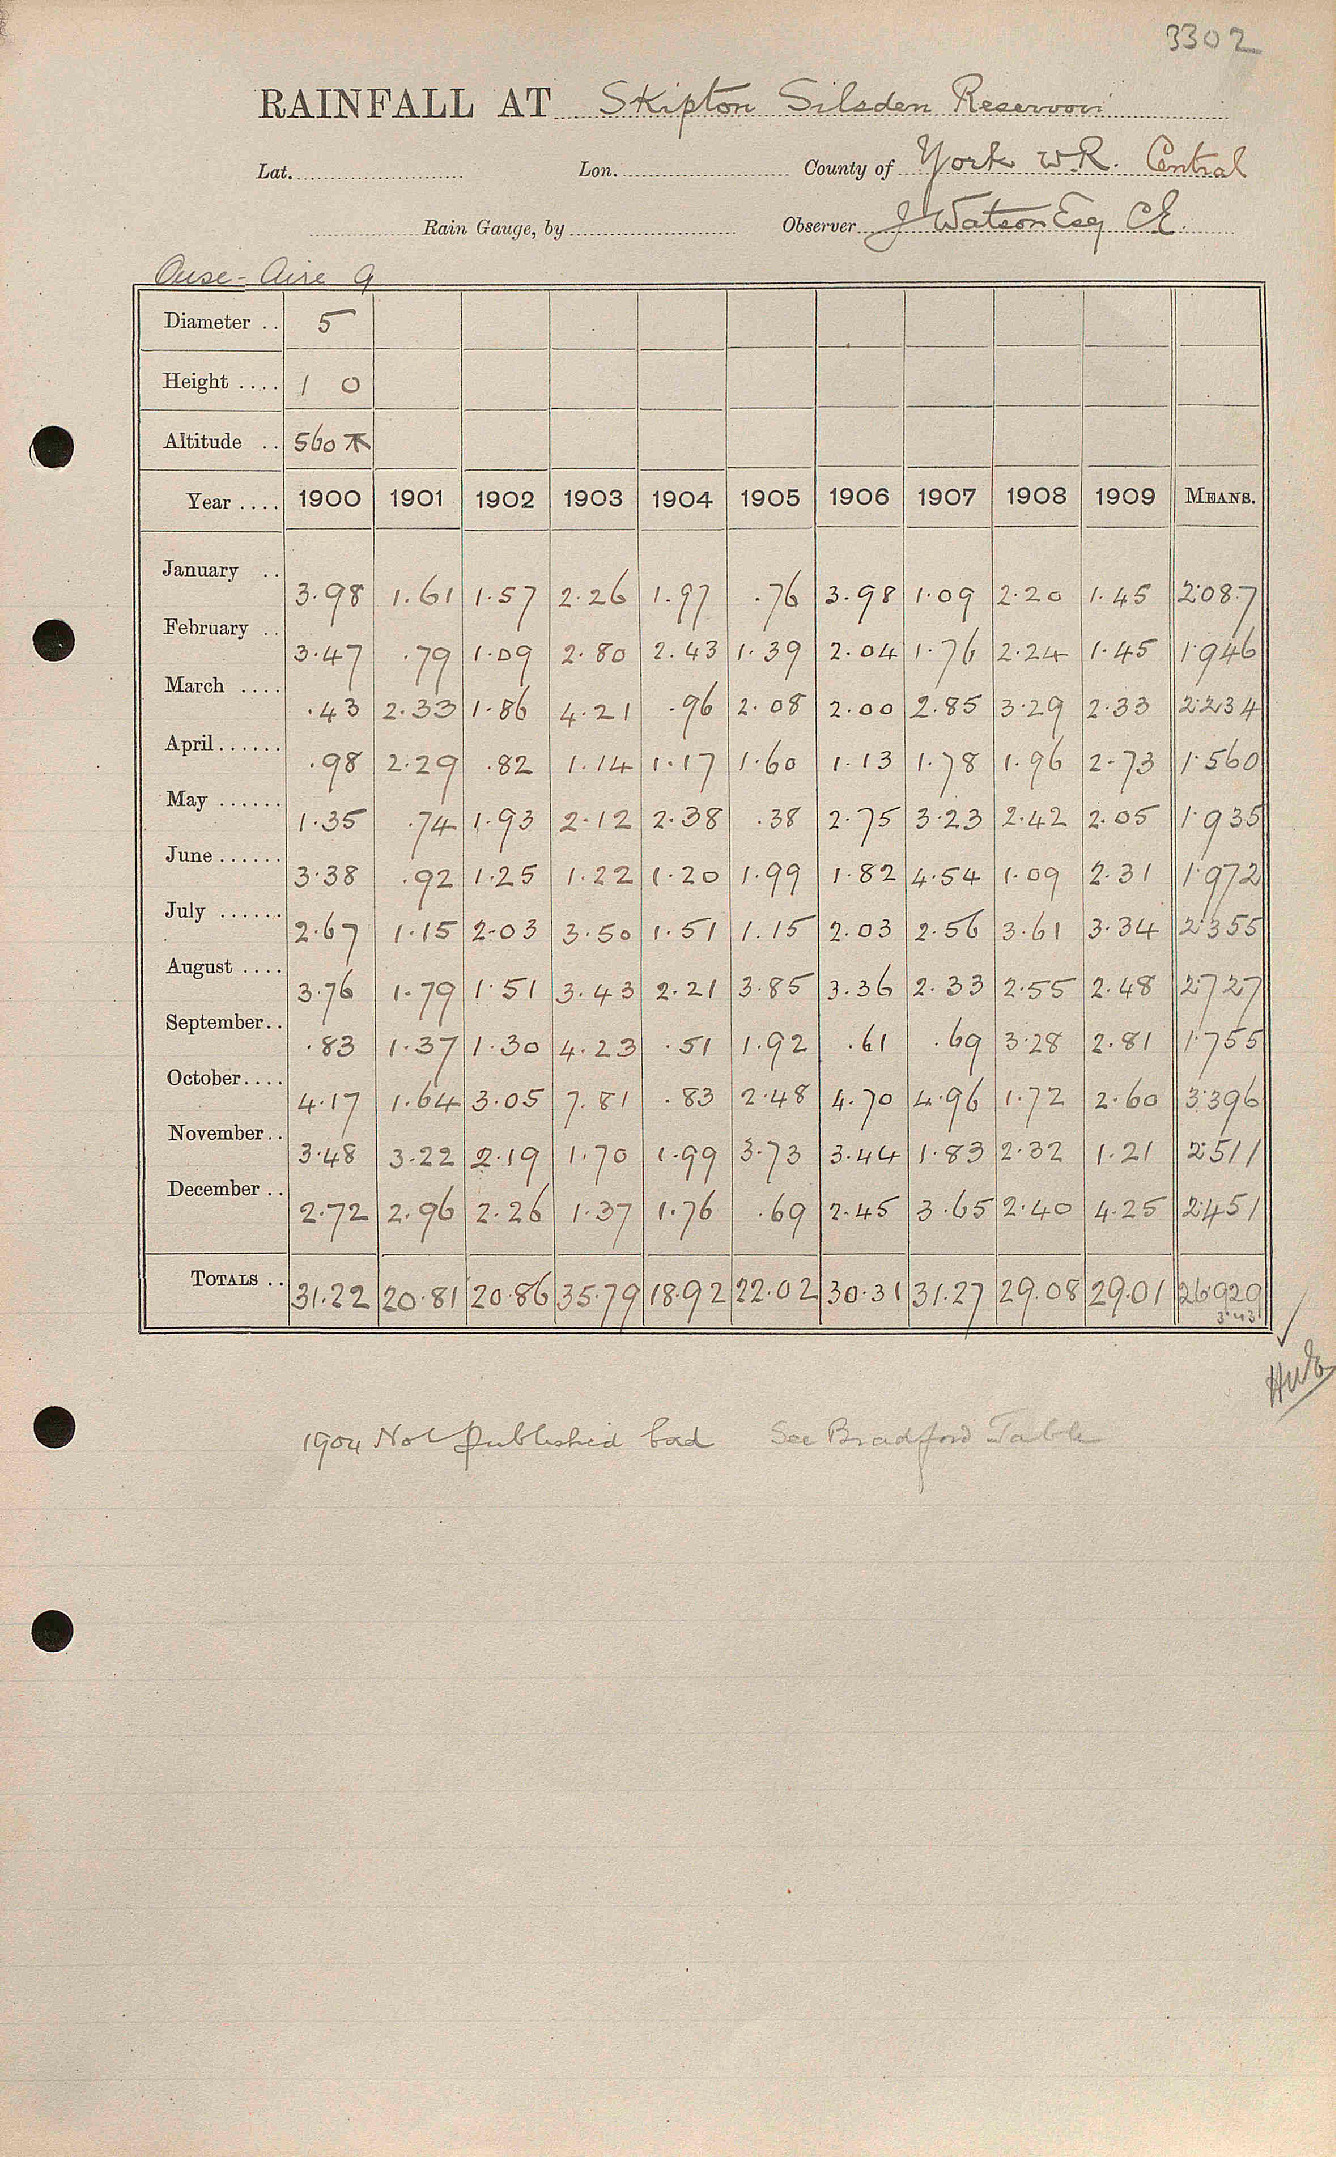 3302
RAINFALL AT Skipton Silsden Reservoir
Lat. Lon. County of York W.R. Central
Rain Gauge, by Observer J Watson Esq CE.
Ouse - Aire 9
Diameter .. 5
Height .... 1 0
Altitude .. 560
Year .... 1900 1901 1902 1903 1904 1905 1906 1907 1908 1909 MEANS.
January .. 3.98 1.61 1.57 2.26 1.97 .76 3.98 1.09 2.20 1.45 2.087
February .. 3.47 .79 1.09 2.80 2.43 1.39 2.04 1.76 2.24 1.45 1.946
March .... .43 2.33 1.86 4.21 .96 2.08 2.00 2.85 3.29 2.33 2.234
April ...... .98 2.29 .82 1.14 1.17 1.60 1.13 1.78 1.96 2.73 1.560
May ...... 1.35 .74 1.93 2.12 2.38 .38 2.75 3.23 2.42 2.05 1.935
June ...... 3.38 .92 1.25 1.22 1.20 1.99 1.82 4.54 1.09 2.31 1.972
July ...... 2.67 1.15 2.03 3.50 1.51 1.15 2.03 2.56 3.61 3.34 2.355
August .... 3.76 1.79 1.51 3.43 2.21 3.85 3.36 2.33 2.55 2.48 2.727
September .. .83 1.37 1.30 4.23 .51 1.92 .61 .69 3.28 2.81 1.755
October .... 4.17 1.64 3.05 7.81 .83 2.48 4.70 4.96 1.72 2.60 3.396
November .. 3.48 3.22 2.19 1.70 1.99 3.73 3.44 1.83 2.32 1.21 2.511
December .. 2.72 2.96 2.26 1.37 1.76 .69 2.45 3.65 2.40 4.25 2.451
TOTALS .. 31.22 20.81 20.86 35.79 18.92 22.02 30.31 31.27 29.08 29.01 26.929
1904 Not published bad See Bradford Table